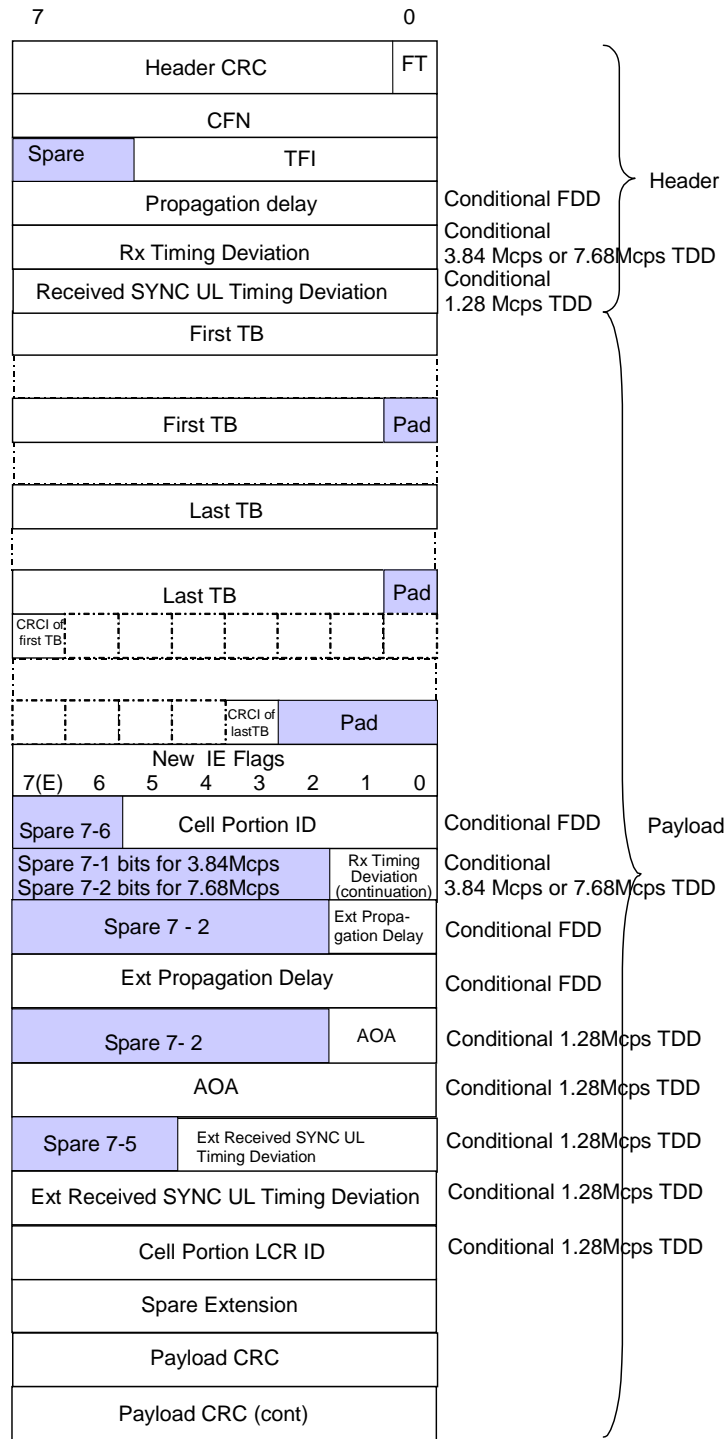 7 0
Header CRC FT
CFN
Spare TFI
Propagation delay Conditional FDD
Header
Rx Timing Deviation Conditional
3.84 Mcps or 7.68Mcps TDD
Received SYNC UL Timing Deviation Conditional
1.28 Mcps TDD
First TB
First TB Pad
Last TB
Last TB Pad
CRCI of
first TB
CRCI of
lastTB
Pad
New IE Flags
7(E) 6 5 4 3 2 1 0
Spare 7-6 Cell Portion ID Conditional FDD
Payload
Spare 7-1 bits for 3.84Mcps
Spare 7-2 bits for 7.68Mcps
Rx Timing
Deviation
(continuation)
Conditional
3.84 Mcps or 7.68Mcps TDD
Spare 7 - 2
Ext Propa-
gation Delay
Conditional FDD
Ext Propagation Delay Conditional FDD
Spare 7- 2 AOA Conditional 1.28Mcps TDD
AOA Conditional 1.28Mcps TDD
Spare 7-5
Ext Received SYNC UL
Timing Deviation
Conditional 1.28Mcps TDD
Ext Received SYNC UL Timing Deviation Conditional 1.28Mcps TDD
Cell Portion LCR ID Conditional 1.28Mcps TDD
Spare Extension
Payload CRC
Payload CRC (cont)